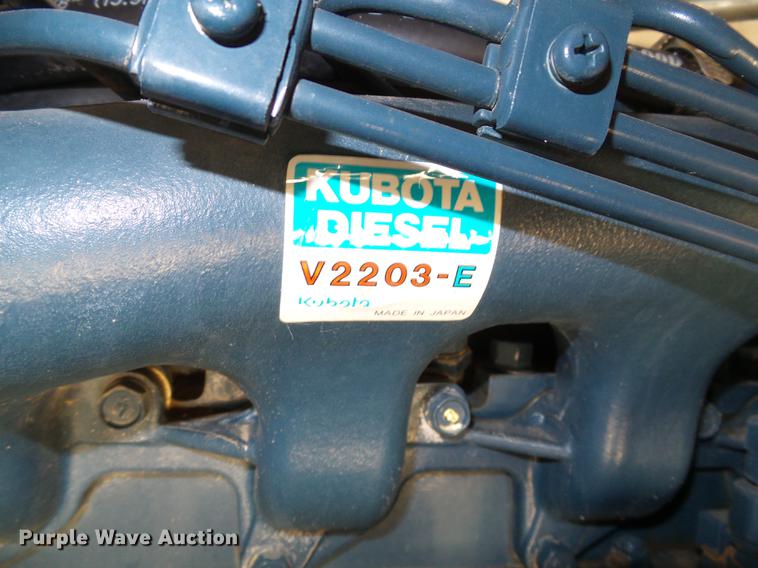 KUBOTA
DIESEL
V2203-E
Kubota
MADE IN JAPAN
Purple Wave Auction